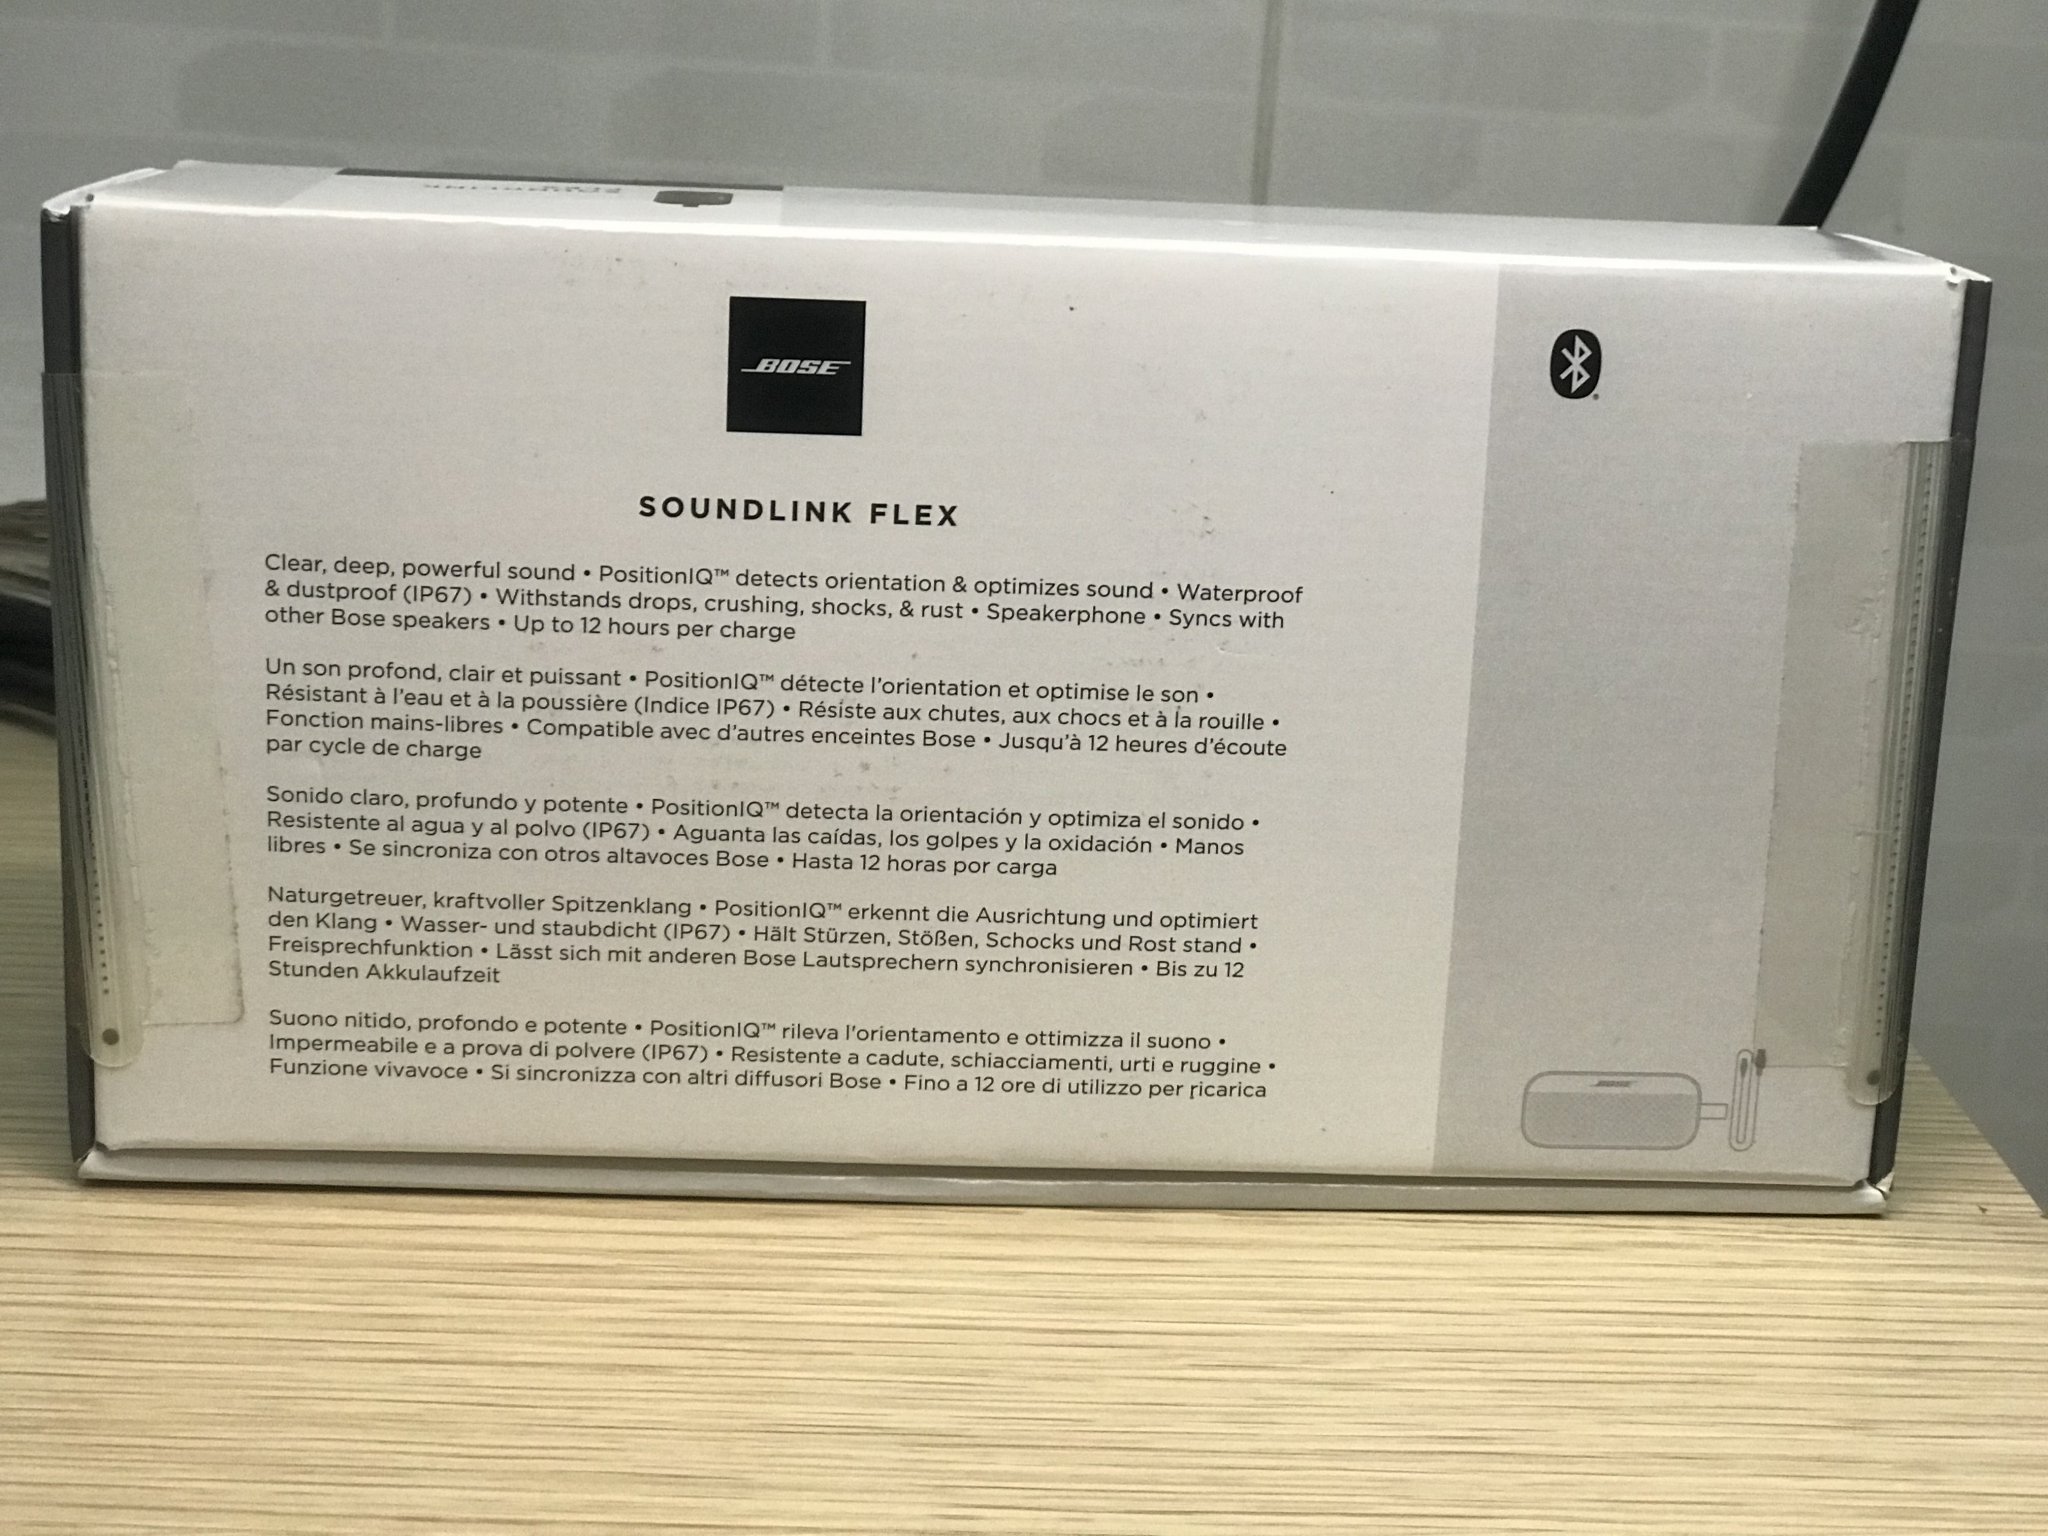 BOSE
SOUNDLINK FLEX
Clear, deep, powerful sound • PositionIQ™ detects orientation & optimizes sound • Waterproof
& dustproof (IP67) • Withstands drops, crushing, shocks, & rust • Speakerphone • Syncs with
other Bose speakers • Up to 12 hours per charge
Un son profond, clair et puissant • PositionIQ™ détecte l'orientation et optimise le son •
Résistant à l'eau et à la poussière (Indice IP67) • Résiste aux chutes, aux chocs et à la rouille •
Fonction mains-libres • Compatible avec d'autres enceintes Bose • Jusqu'à 12 heures d'écoute
par cycle de charge
Sonido claro, profundo y potente • PositionIQ™ detecta la orientación y optimiza el sonido •
Resistente al agua y al polvo (IP67) • Aguanta las caídas, los golpes y la oxidación • Manos
libres • Se sincroniza con otros altavoces Bose • Hasta 12 horas por carga
Naturgetreuer, kraftvoller Spitzenklang • PositionIQ™ erkennt die Ausrichtung und optimiert
den Klang • Wasser- und staubdicht (IP67) • Hält Stürzen, Stößen, Schocks und Rost stand •
Freisprechfunktion • Lässt sich mit anderen Bose Lautsprechern synchronisieren • Bis zu 12
Stunden Akkulaufzeit
Suono nitido, profondo e potente • PositionIQ™ rileva l'orientamento e ottimizza il suono •
Impermeabile e a prova di polvere (IP67) • Resistente a cadute, schiacciamenti, urti e ruggine •
Funzione vivavoce • Si sincronizza con altri diffusori Bose • Fino a 12 ore di utilizzo per ricarica
BOSE